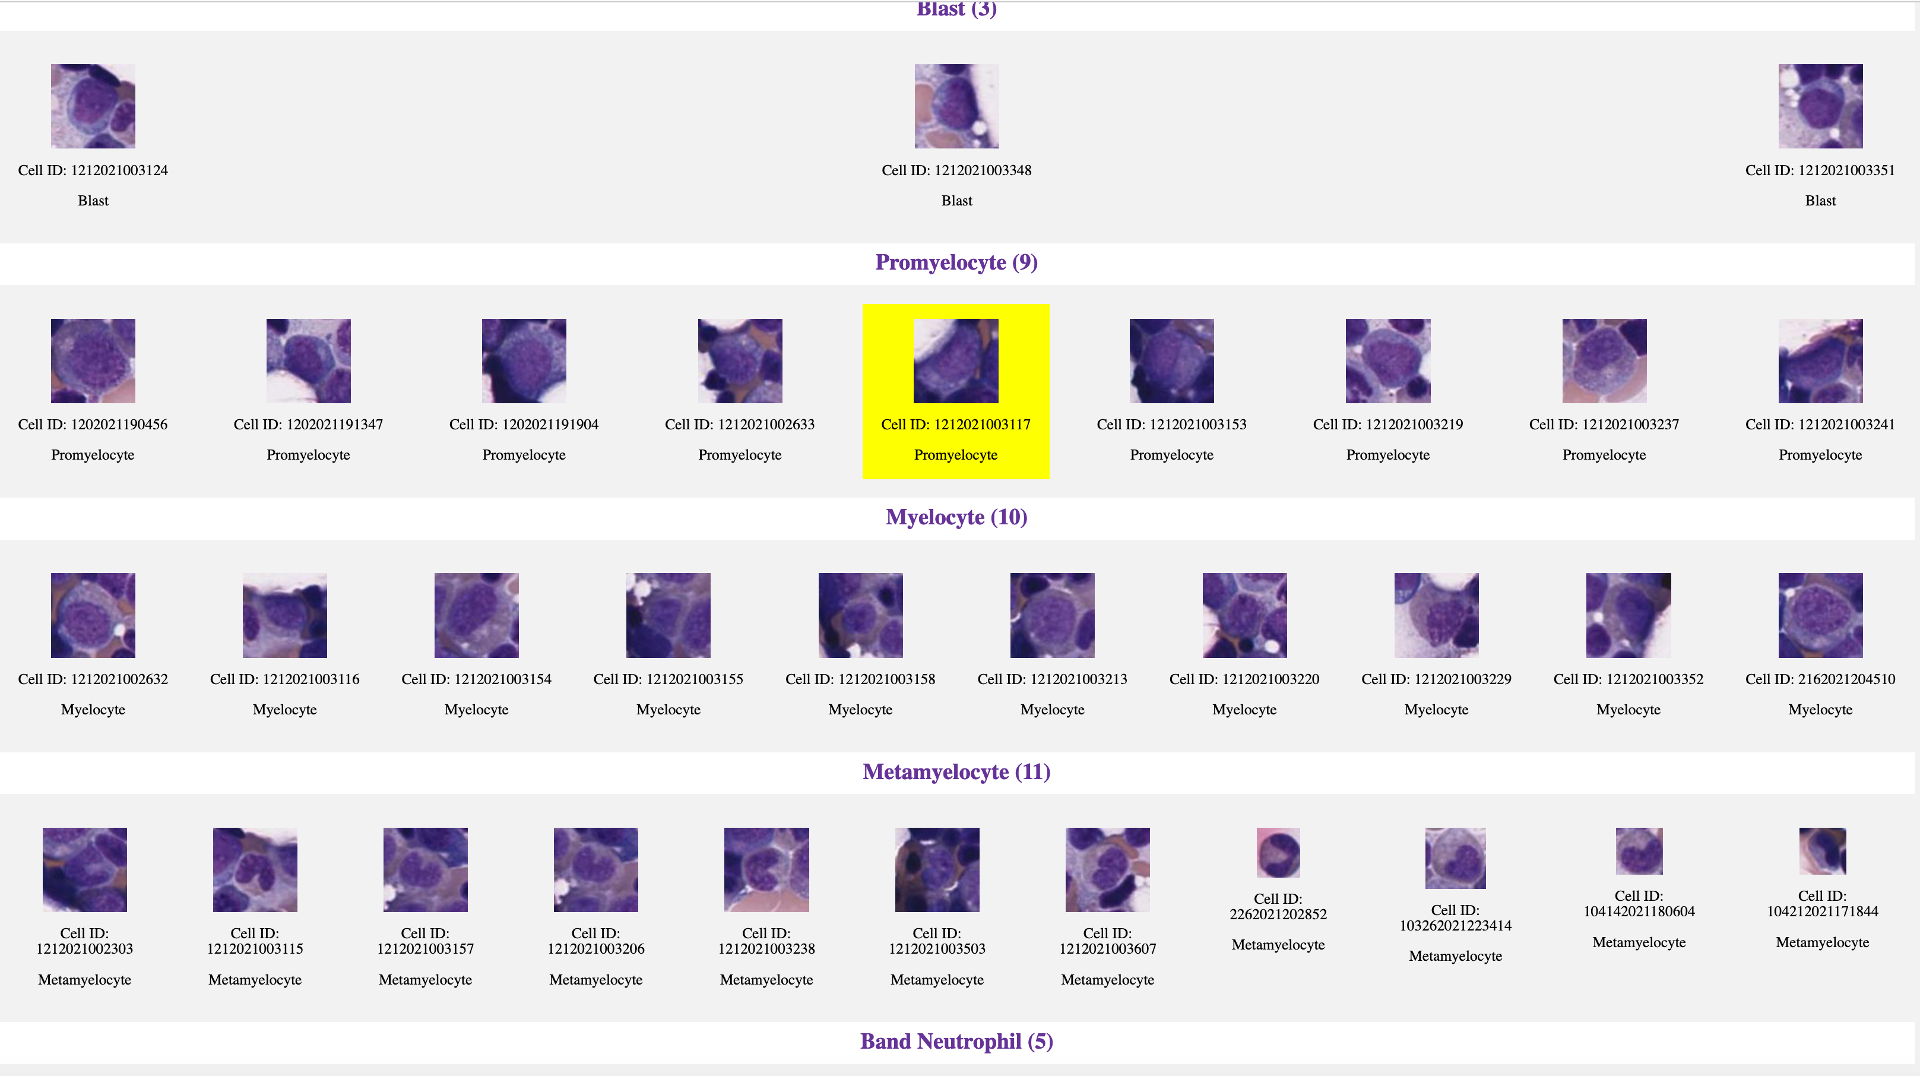 Blast (3)
Cell ID: 1212021003124
Blast
Cell ID: 1212021003348
Blast
Cell ID: 1212021003351
Blast
Promyelocyte (9)
Cell ID: 1202021190456
Promyelocyte
Cell ID: 1202021191347
Promyelocyte
Cell ID: 1202021191904
Promyelocyte
Cell ID: 1212021002633
Promyelocyte
Cell ID: 1212021003117
Promyelocyte
Cell ID: 1212021003153
Promyelocyte
Cell ID: 1212021003219
Promyelocyte
Cell ID: 1212021003237
Promyelocyte
Cell ID: 1212021003241
Promyelocyte
Myelocyte (10)
Cell ID: 1212021002632
Myelocyte
Cell ID: 1212021003116
Myelocyte
Cell ID: 1212021003154
Myelocyte
Cell ID: 1212021003155
Myelocyte
Cell ID: 1212021003158
Myelocyte
Cell ID: 1212021003213
Myelocyte
Cell ID: 1212021003220
Myelocyte
Cell ID: 1212021003229
Myelocyte
Cell ID: 1212021003352
Myelocyte
Cell ID: 2162021204510
Myelocyte
Metamyelocyte (11)
Cell ID:
1212021002303
Metamyelocyte
Cell ID:
1212021003115
Metamyelocyte
Cell ID:
1212021003157
Metamyelocyte
Cell ID:
1212021003206
Metamyelocyte
Cell ID:
1212021003238
Metamyelocyte
Cell ID:
1212021003503
Metamyelocyte
Cell ID:
1212021003607
Metamyelocyte
Cell ID:
2262021202852
Metamyelocyte
Cell ID:
103262021223414
Metamyelocyte
Cell ID:
104142021180604
Metamyelocyte
Cell ID:
104212021171844
Metamyelocyte
Band Neutrophil (5)